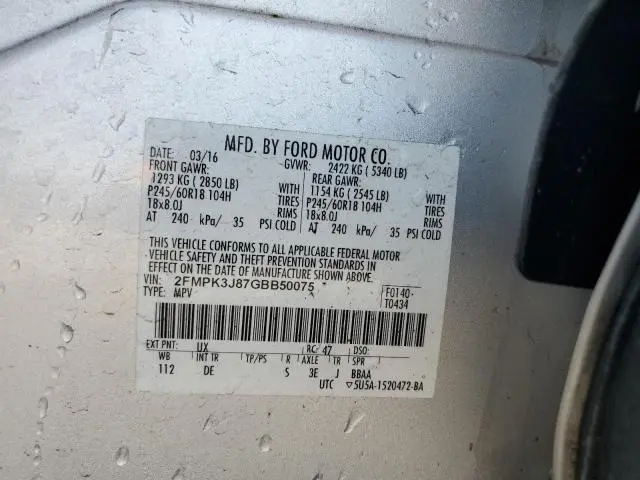 MFD. BY FORD MOTOR CO.
DATE: 03/16 GVWR: 2422 KG ( 5340 LB)
FRONT GAWR: REAR GAWR:
1293 KG ( 2850 LB) WITH 1154 KG ( 2545 LB) WITH
P245/60R18 104H TIRES P245/60R18 104H TIRES
18x8.0J RIMS 18x8.0J RIMS
AT 240 kPa/ 35 PSI COLD AT 240 kPa/ 35 PSI COLD
THIS VEHICLE CONFORMS TO ALL APPLICABLE FEDERAL MOTOR
VEHICLE SAFETY AND THEFT PREVENTION STANDARDS IN
EFFECT ON THE DATE OF MANUFACTURE SHOWN ABOVE.
VIN: 2FMPK3J87GBB50075 F0140
TYPE: MPV T0434
EXT PNT: UX RC: 47 DSO:
WB INT TR TP/PS R AXLE TR SPR
112 DE S 3E J BBAA
UTC ▽5U5A-1520472-BA